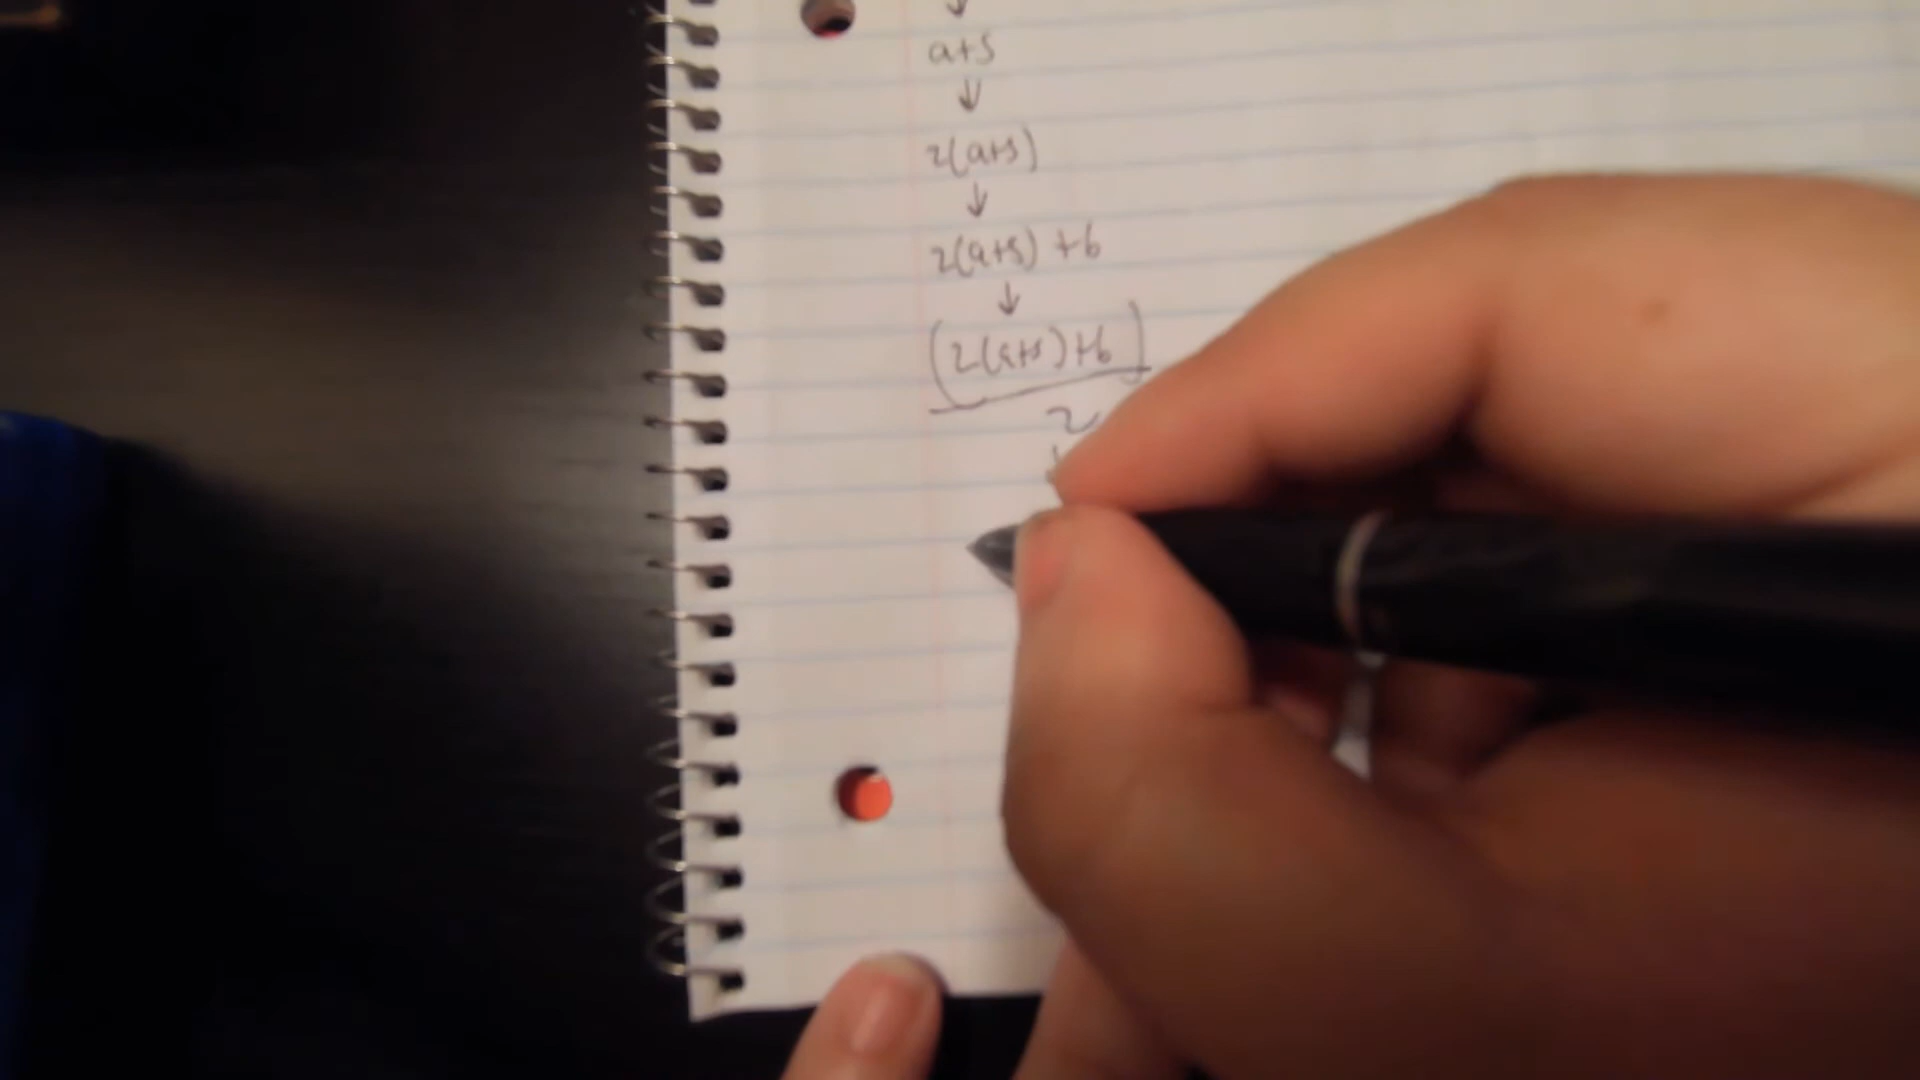 ↓
a+5
↓
2(a+5)
↓
2(a+5) +6
↓
(2(a+5)+6)
2